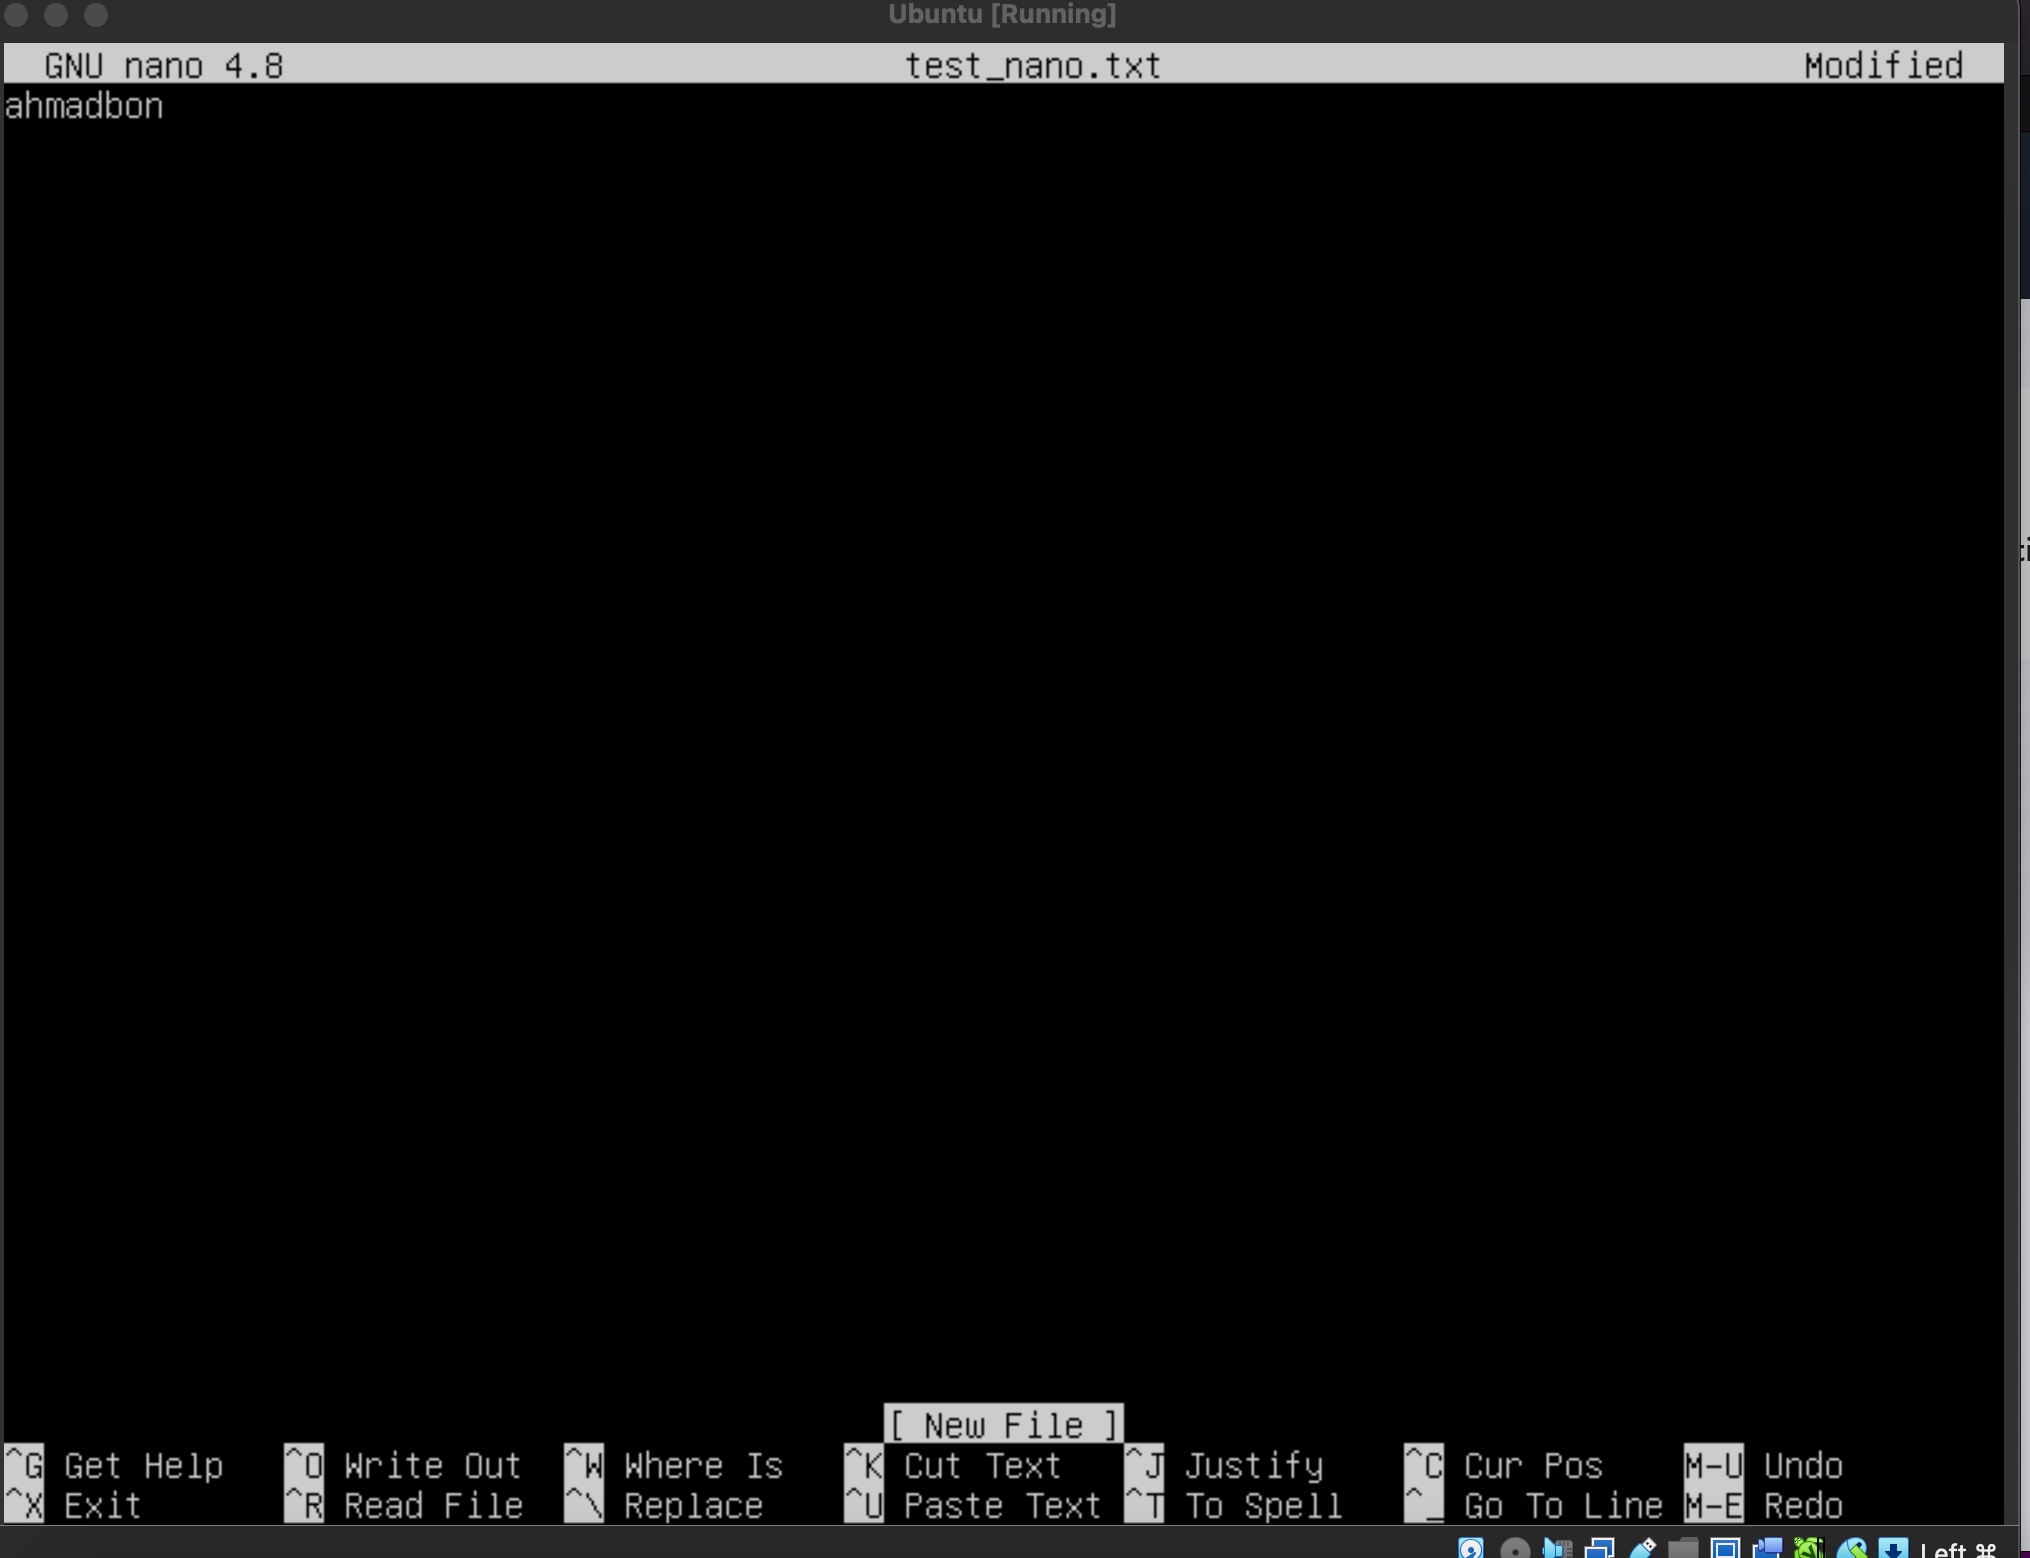 Ubuntu [Running]
GNU nano 4.8 test_nano.txt Modified
ahmadbon
[ New File ]
^G Get Help ^O Write Out ^W Where Is ^K Cut Text ^J Justify ^C Cur Pos M-U Undo
^X Exit ^R Read File ^\ Replace ^U Paste Text ^T To Spell ^_ Go To Line M-E Redo
Left ⌘